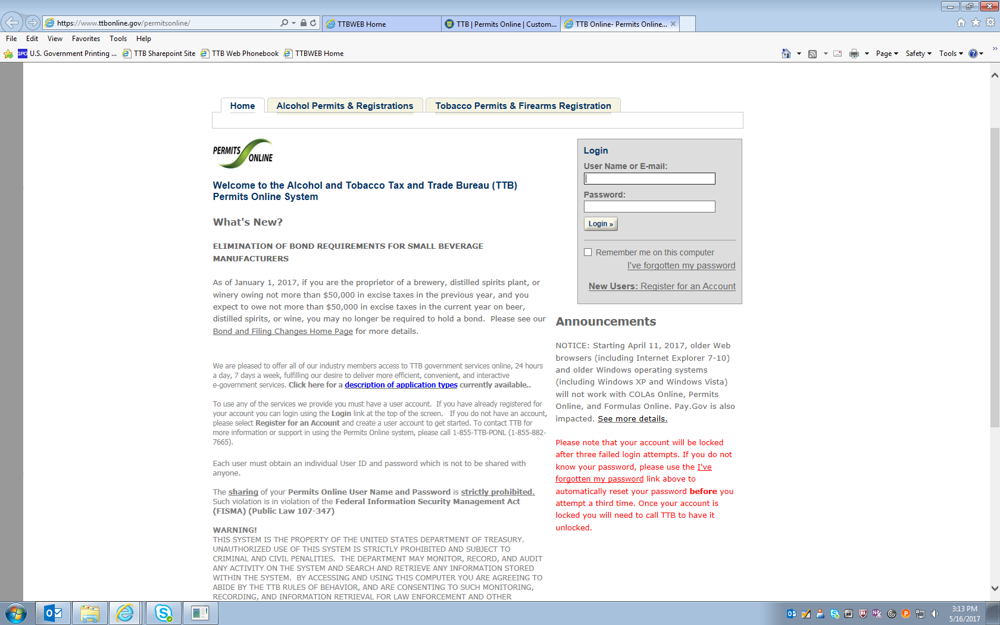 https://www.ttbonline.gov/permitsonline/
TTBWEB Home
TTB | Permits Online | Custom...
TTB Online- Permits Online...
File Edit View Favorites Tools Help
GPO U.S. Government Printing ...
TTB Sharepoint Site
TTB Web Phonebook
TTBWEB Home
Page
Safety
Tools
Home
Alcohol Permits & Registrations
Tobacco Permits & Firearms Registration
PERMITS
ONLINE
Welcome to the Alcohol and Tobacco Tax and Trade Bureau (TTB)
Permits Online System
What's New?
ELIMINATION OF BOND REQUIREMENTS FOR SMALL BEVERAGE
MANUFACTURERS
As of January 1, 2017, if you are the proprietor of a brewery, distilled spirits plant, or
winery owing not more than $50,000 in excise taxes in the previous year, and you
expect to owe not more than $50,000 in excise taxes in the current year on beer,
distilled spirits, or wine, you may no longer be required to hold a bond.  Please see our
Bond and Filing Changes Home Page for more details.
We are pleased to offer all of our industry members access to TTB government services online, 24 hours
a day, 7 days a week, fulfilling our desire to deliver more efficient, convenient, and interactive
e-government services. Click here for a description of application types currently available..
To use any of the services we provide you must have a user account.  If you have already registered for
your account you can login using the Login link at the top of the screen.   If you do not have an account,
please select Register for an Account and create a user account to get started. To contact TTB for
more information or support in using the Permits Online system, please call 1-855-TTB-PONL (1-855-882-
7665).
Each user must obtain an individual User ID and password which is not to be shared with
anyone.
The sharing of your Permits Online User Name and Password is strictly prohibited.
Such violation is in violation of the Federal Information Security Management Act
(FISMA) (Public Law 107-347)
WARNING!
THIS SYSTEM IS THE PROPERTY OF THE UNITED STATES DEPARTMENT OF TREASURY.
UNAUTHORIZED USE OF THIS SYSTEM IS STRICTLY PROHIBITED AND SUBJECT TO
CRIMINAL AND CIVIL PENALITIES.  THE DEPARTMENT MAY MONITOR, RECORD, AND AUDIT
ANY ACTIVITY ON THE SYSTEM AND SEARCH AND RETRIEVE ANY INFORMATION STORED
WITHIN THE SYSTEM.  BY ACCESSING AND USING THIS COMPUTER YOU ARE AGREEING TO
ABIDE BY THE TTB RULES OF BEHAVIOR, AND ARE CONSENTING TO SUCH MONITORING,
RECORDING, AND INFORMATION RETRIEVAL FOR LAW ENFORCEMENT AND OTHER
Login
User Name or E-mail:
Password:
Login »
Remember me on this computer
I've forgotten my password
New Users: Register for an Account
Announcements
NOTICE: Starting April 11, 2017, older Web
browsers (including Internet Explorer 7-10)
and older Windows operating systems
(including Windows XP and Windows Vista)
will not work with COLAs Online, Permits
Online, and Formulas Online. Pay.Gov is also
impacted. See more details.
Please note that your account will be locked
after three failed login attempts. If you do not
know your password, please use the I've
forgotten my password link above to
automatically reset your password before you
attempt a third time. Once your account is
locked you will need to call TTB to have it
unlocked.
3:13 PM
5/16/2017